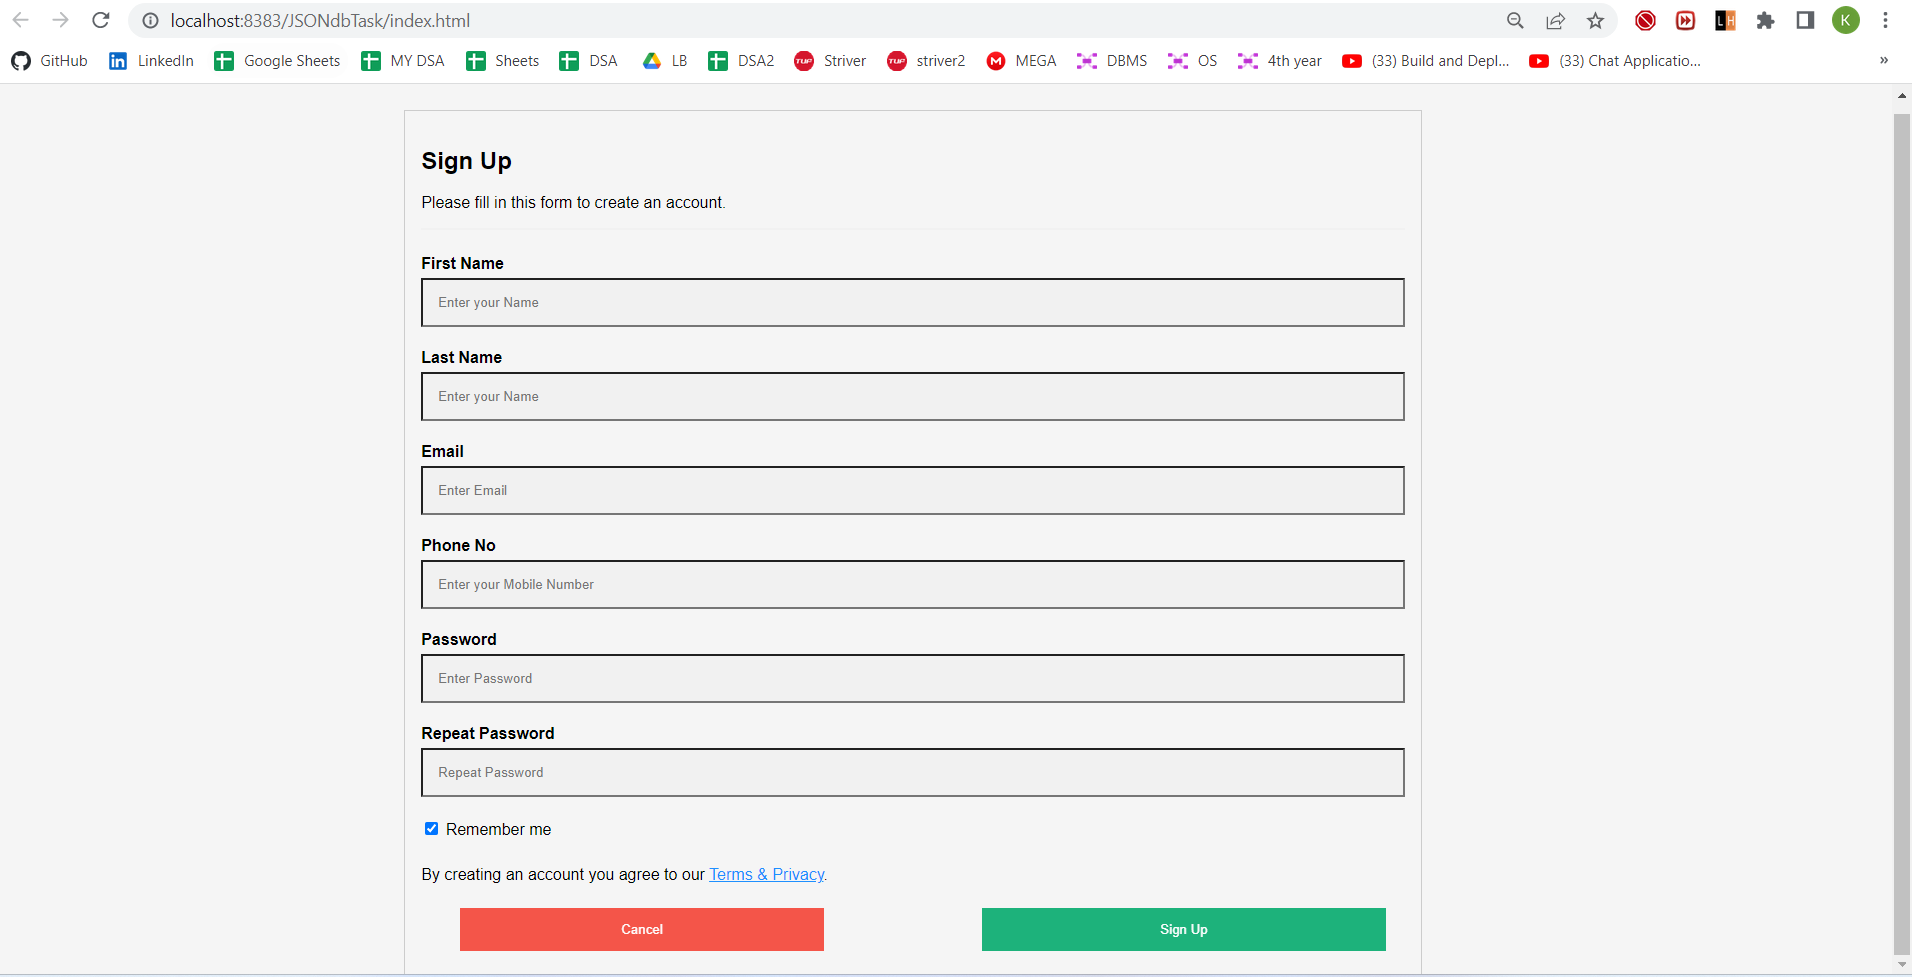 localhost:8383/JSONdbTask/index.html
LH
K
GitHub
in LinkedIn
Google Sheets
MY DSA
Sheets
DSA
LB
DSA2
TUF Striver
TUF striver2
M MEGA
DBMS
OS
4th year
(33) Build and Depl...
(33) Chat Applicatio...
»
Sign Up
Please fill in this form to create an account.
First Name
Enter your Name
Last Name
Enter your Name
Email
Enter Email
Phone No
Enter your Mobile Number
Password
Enter Password
Repeat Password
Repeat Password
Remember me
By creating an account you agree to our Terms & Privacy.
Cancel
Sign Up